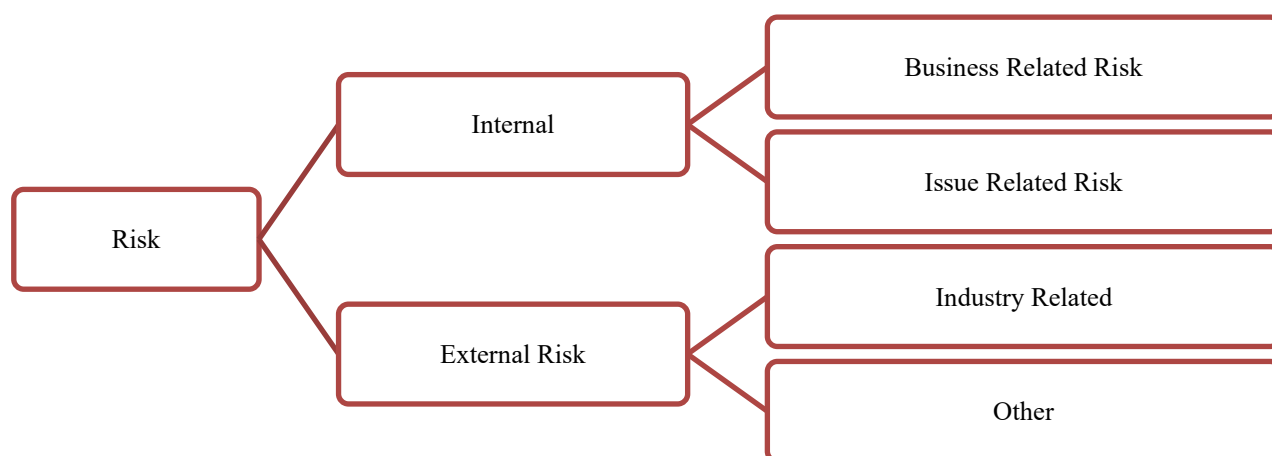 Risk
Internal
Business Related Risk
Issue Related Risk
External Risk
Industry Related
Other